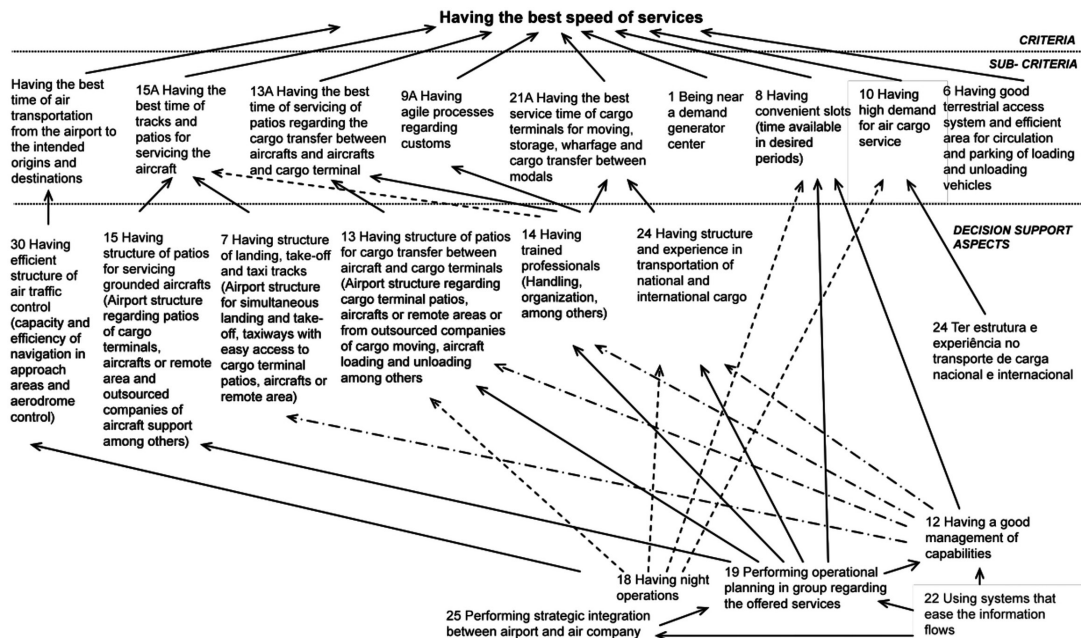 Having the best speed of services
CRITERIA
SUB- CRITERIA
Having the best
time of air
transportation
from the airport to
the intended
origins and
destinations
15A Having the
best time of
tracks and
patios for
servicing the
aircraft
13A Having the best
time of servicing of
patios regarding the
cargo transfer between
aircrafts and aircrafts
and cargo terminal
9A Having
agile processes
regarding
customs
21A Having the best
service time of cargo
terminals for moving,
storage, wharfage and
cargo transfer between
modals
1 Being near
a demand
generator
center
8 Having
convenient slots
(time available
in desired
periods)
10 Having
high demand
for air cargo
service
6 Having good
terrestrial access
system and efficient
area for circulation
and parking of loading
and unloading
vehicles
DECISION SUPPORT
ASPECTS
30 Having
efficient
structure of
air traffic
control
(capacity and
efficiency of
navigation in
approach
areas and
aerodrome
control)
15 Having
structure of patios
for servicing
grounded aircrafts
(Airport structure
regarding patios
of cargo
terminals,
aircrafts or remote
area and
outsourced
companies of
aircraft support
among others)
7 Having structure
of landing, take-off
and taxi tracks
(Airport structure
for simultaneous
landing and take-
off, taxiways with
easy access to
cargo terminal
patios, aircrafts or
remote area)
13 Having structure of patios
for cargo transfer between
aircraft and cargo terminals
(Airport structure regarding
cargo terminal patios,
aircrafts or remote areas or
from outsourced companies
of cargo moving, aircraft
loading and unloading
among others
14 Having
trained
professionals
(Handling,
organization,
among others)
24 Having structure
and experience in
transportation of
national and
international cargo
24 Ter estrutura e
experiência no
transporte de carga
nacional e internacional
12 Having a good
management of
capabilities
18 Having night
operations
19 Performing operational
planning in group regarding
the offered services
22 Using systems that
ease the information
flows
25 Performing strategic integration
between airport and air company